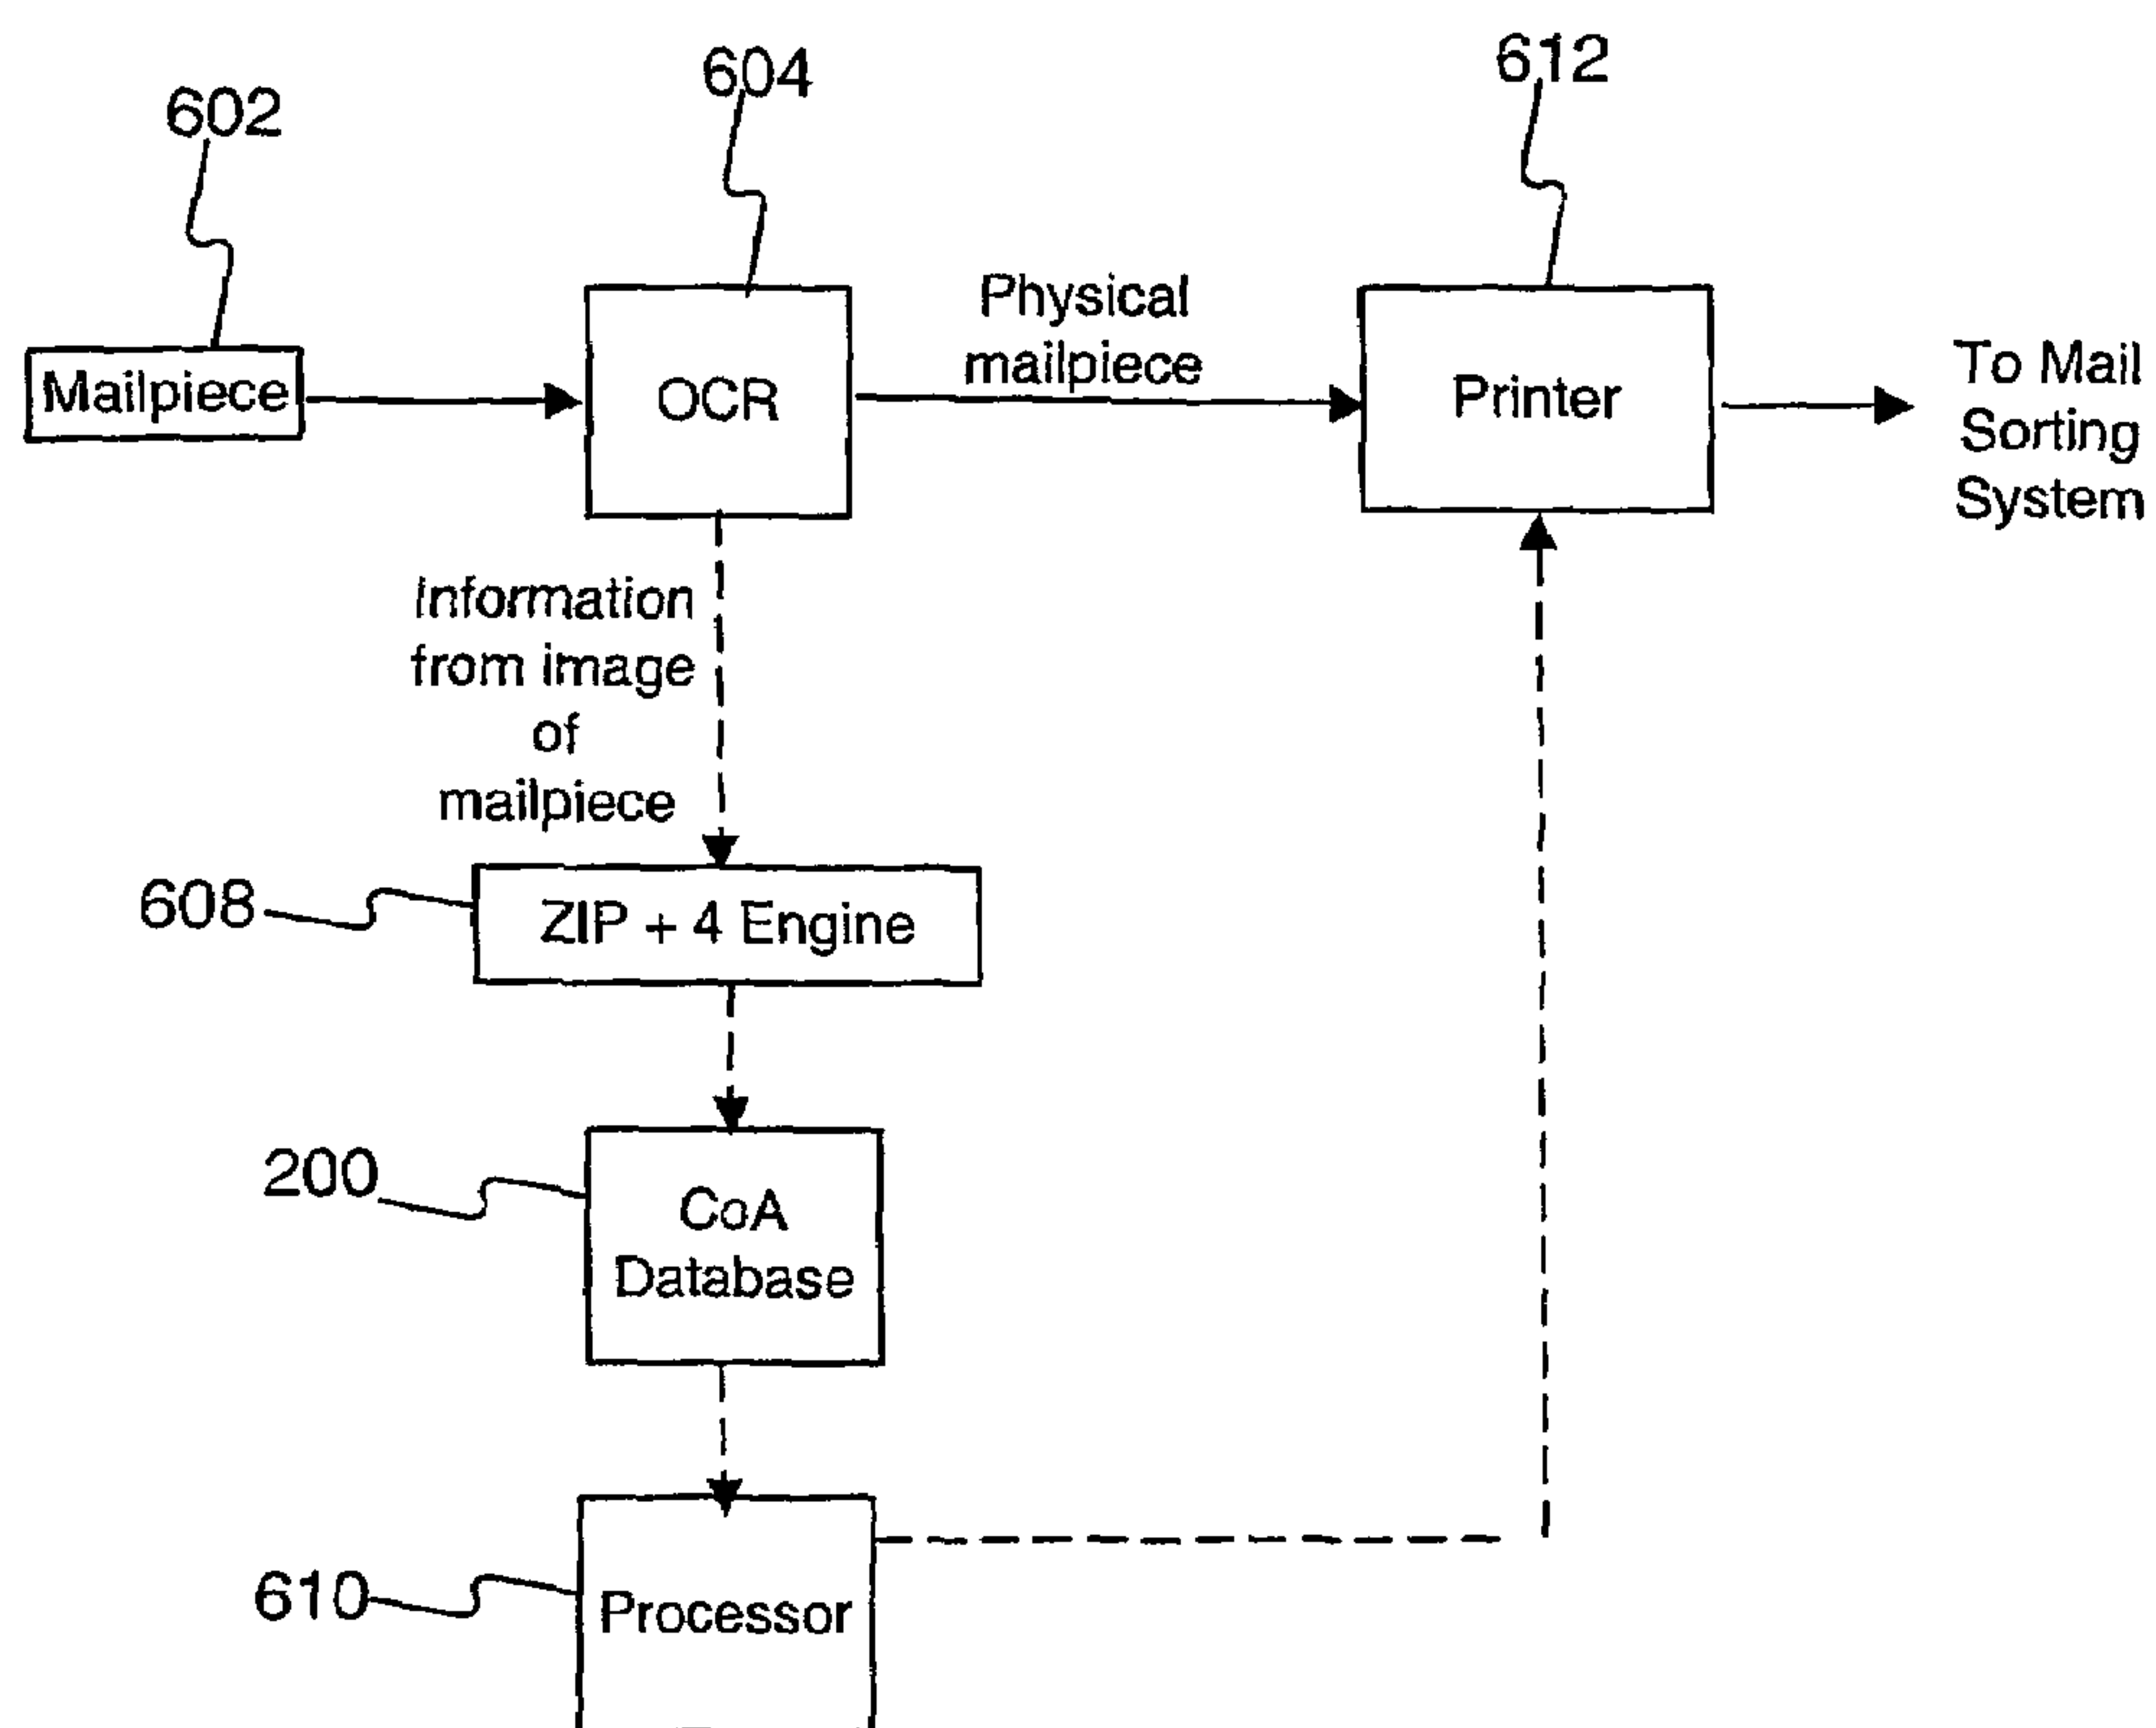 602
604
612
Mailpiece
OCR
Physical
mailpiece
Printer
To Mail
Sorting
System
Information
from image
of
mailpiece
608
ZIP + 4 Engine
200
CoA
Database
610
Processor